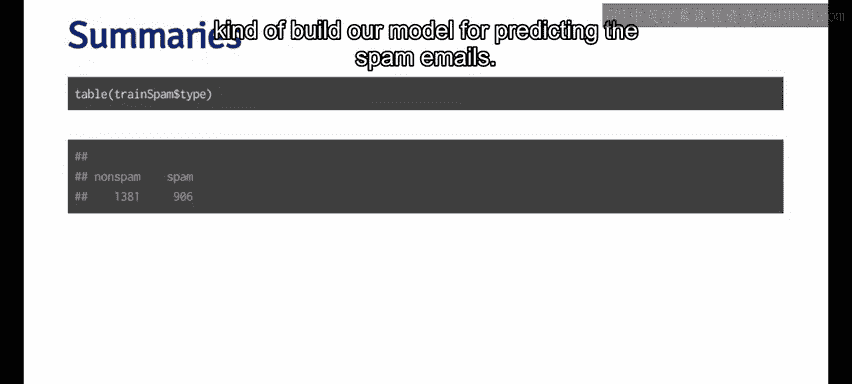 Summaries
kind of build our model for predicting the
spam emails.
table(trainSpam$type)
##
## nonspam    spam
##    1381     906